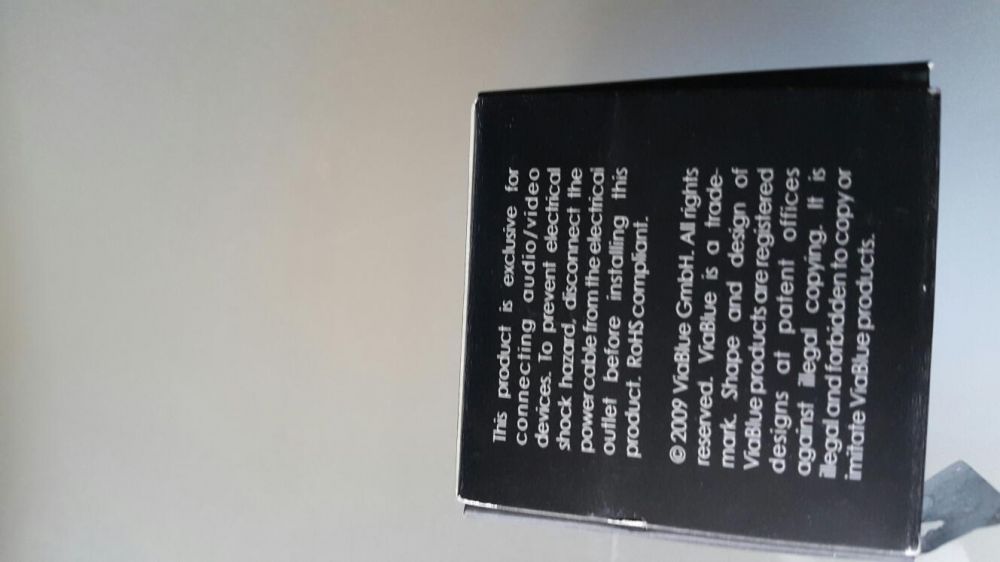 This product is exclusive for
connecting audio/video
devices. To prevent electrical
shock hazard, disconnect the
power cable from the electrical
outlet before installing this
product. RoHS compliant.
© 2009 ViaBlue GmbH. All rights
reserved. ViaBlue is a trade-
mark. Shape and design of
ViaBlue products are registered
designs at patent offices
against illegal copying. It is
illegal and forbidden to copy or
imitate ViaBlue products.